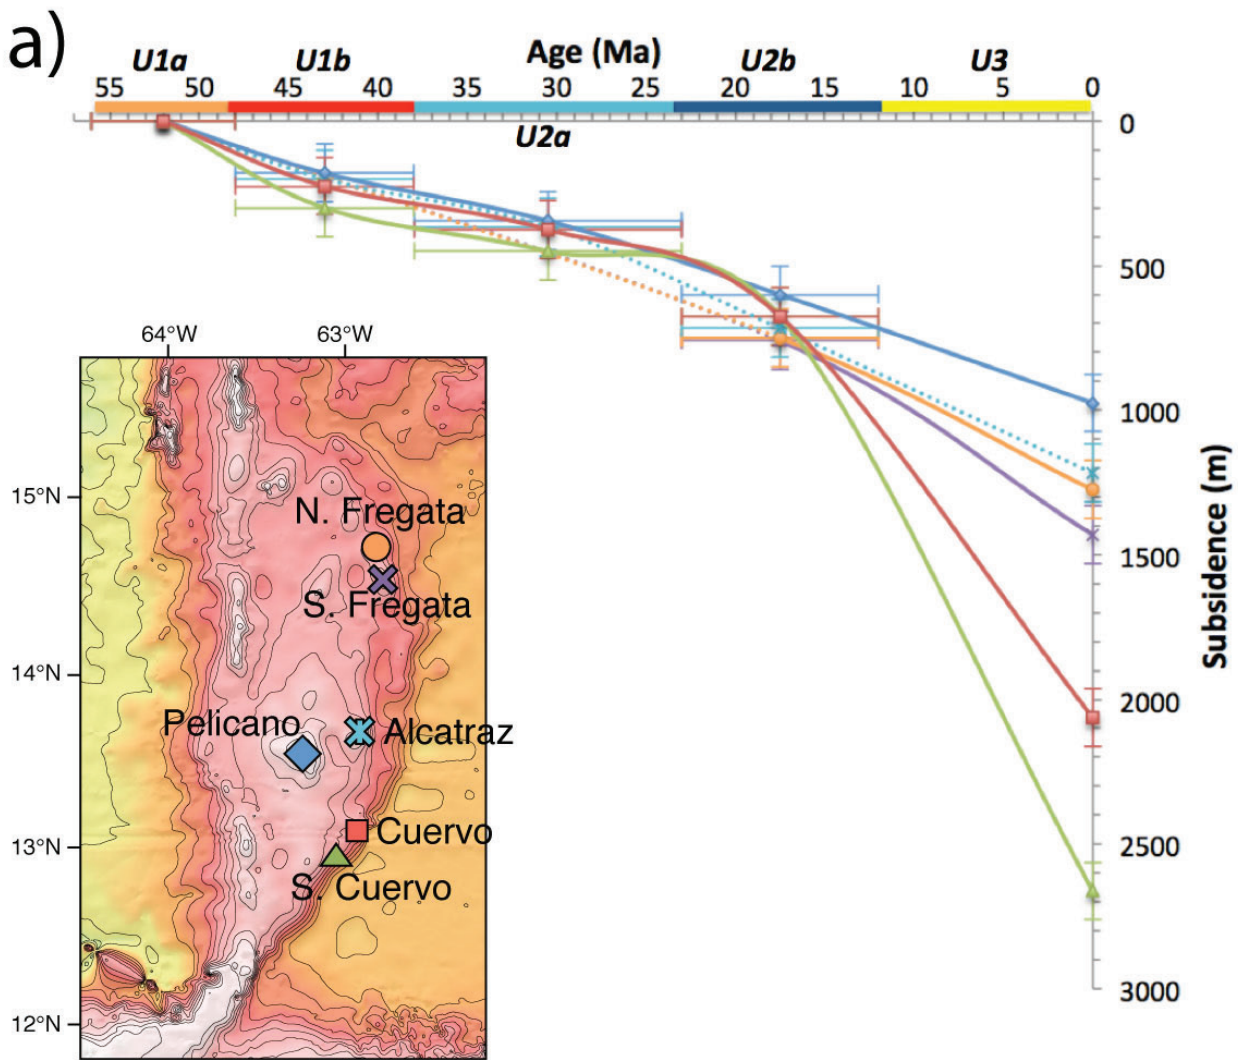 a)
U1a U1b Age (Ma) U2b U3
55 50 45 40 35 30 25 20 15 10 5 0
U2a
0
500
1000
1500
2000
2500
3000
Subsidence (m)
64°W 63°W
15°N
14°N
13°N
12°N
N. Fregata
S. Fregata
Pelicano
Alcatraz
Cuervo
S. Cuervo